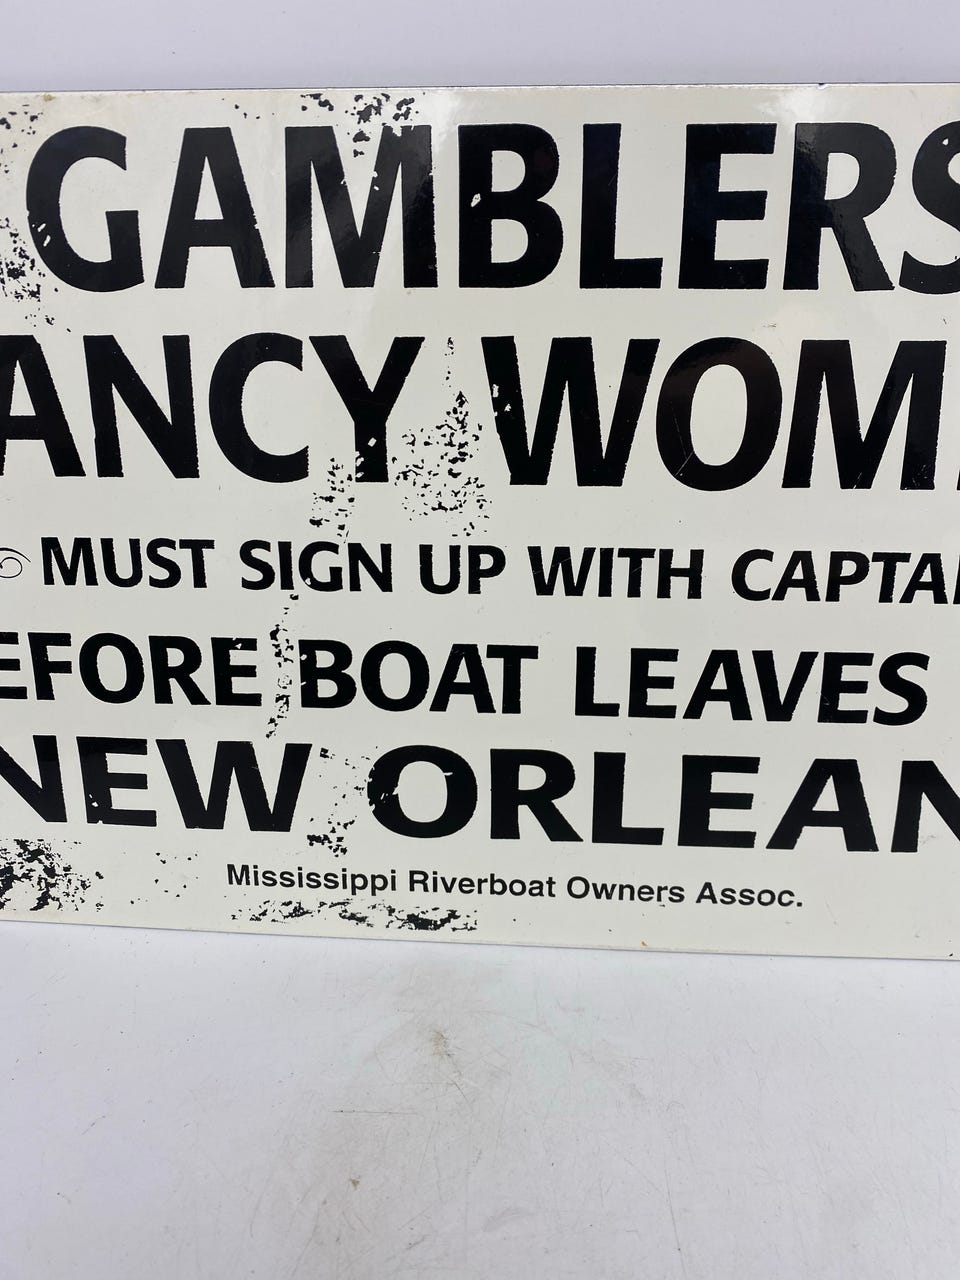 GAMBLERS
ANCY WOM
MUST SIGN UP WITH CAPTA
EFORE BOAT LEAVES
NEW ORLEAN
Mississippi Riverboat Owners Assoc.